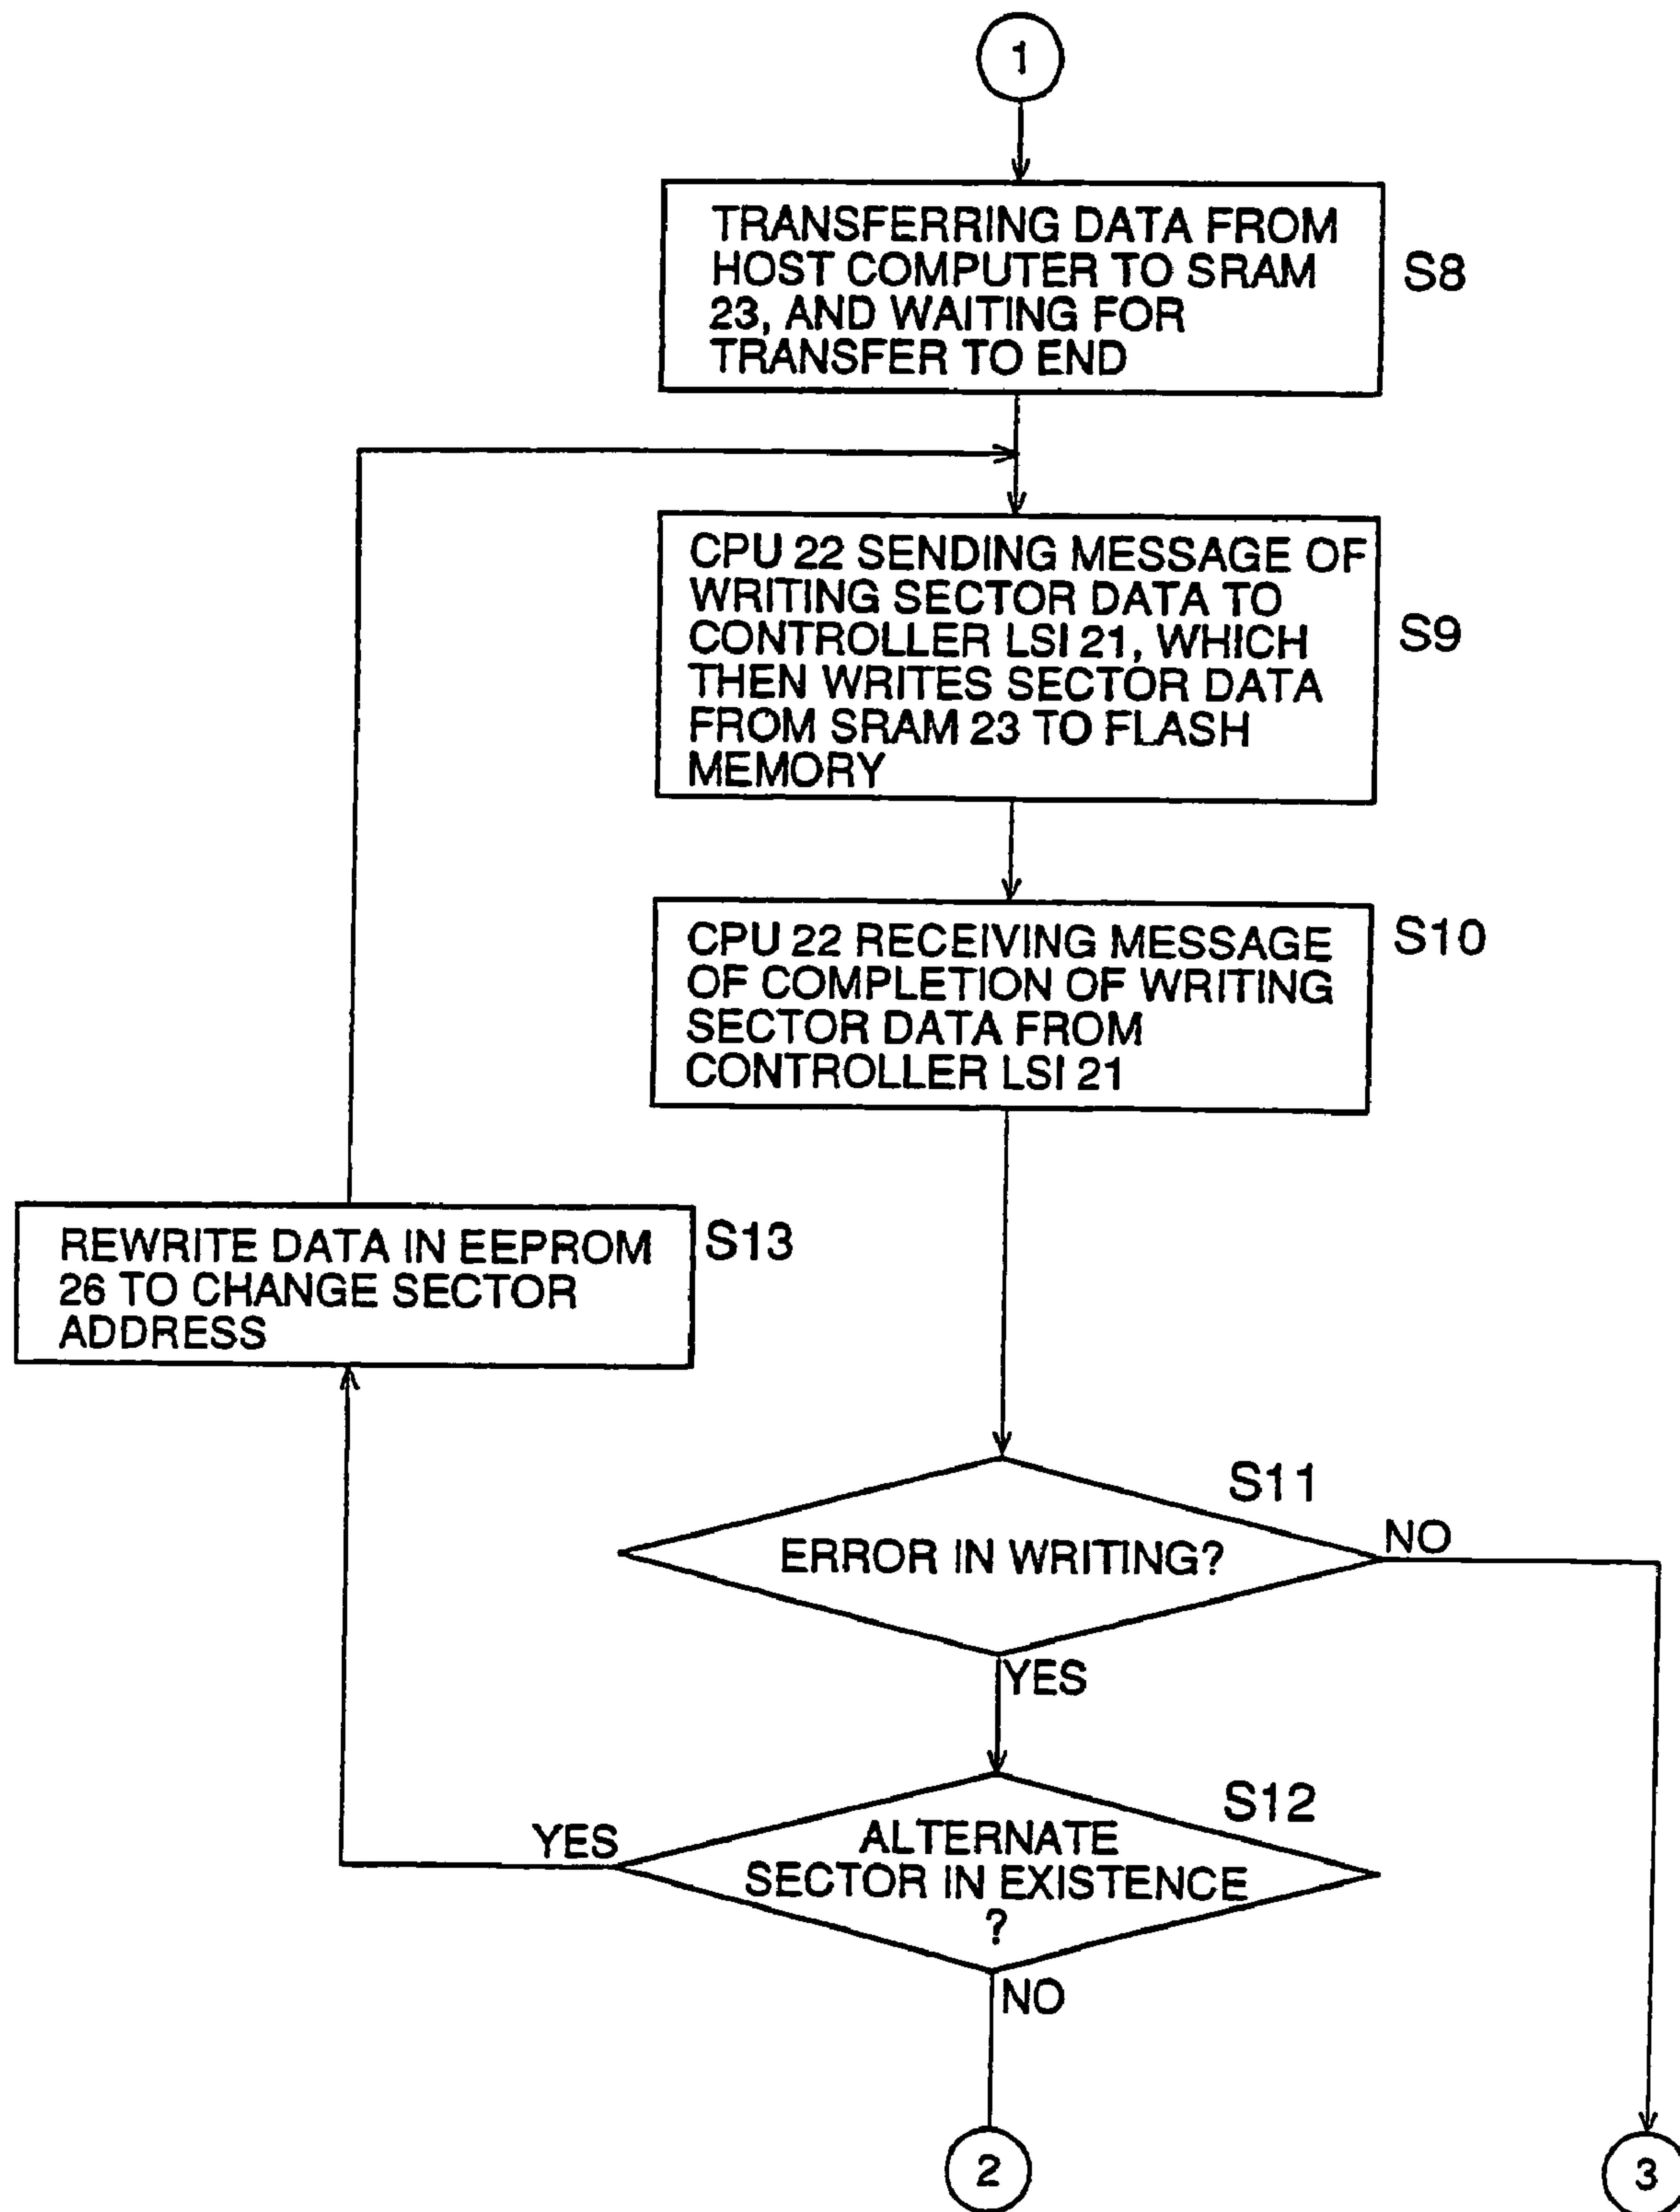 1
TRANSFERRING DATA FROM
HOST COMPUTER TO SRAM
23, AND WAITING FOR
TRANSFER TO END
S8
CPU 22 SENDING MESSAGE OF
WRITING SECTOR DATA TO
CONTROLLER LSI 21, WHICH
THEN WRITES SECTOR DATA
FROM SRAM 23 TO FLASH
MEMORY
S9
CPU 22 RECEIVING MESSAGE
OF COMPLETION OF WRITING
SECTOR DATA FROM
CONTROLLER LSI 21
S10
REWRITE DATA IN EEPROM
26 TO CHANGE SECTOR
ADDRESS
S13
S11
ERROR IN WRITING?
NO
YES
S12
YES
ALTERNATE
SECTOR IN EXISTENCE
?
NO
2
3